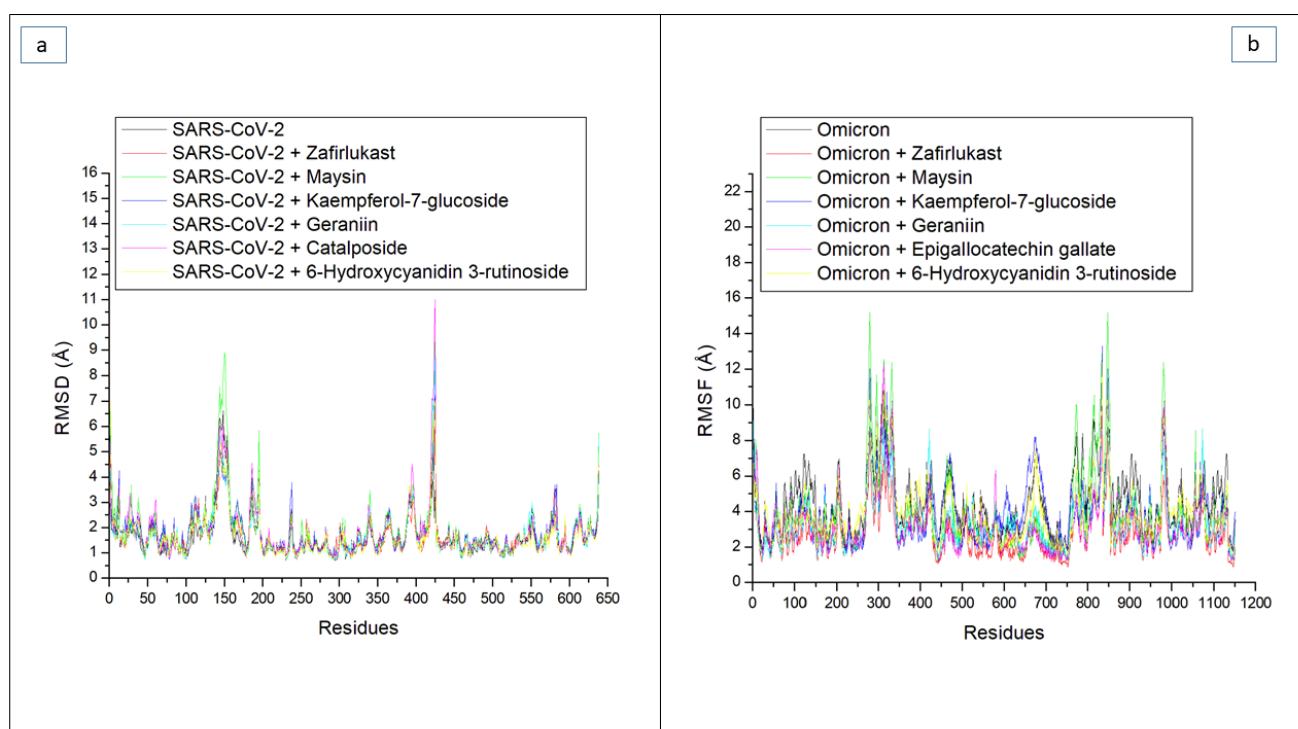 a
SARS-CoV-2
SARS-CoV-2 + Zafirlukast
SARS-CoV-2 + Maysin
SARS-CoV-2 + Kaempferol-7-glucoside
SARS-CoV-2 + Geraniin
SARS-CoV-2 + Catalposide
SARS-CoV-2 + 6-Hydroxycyanidin 3-rutinoside
16
15
14
13
12
11
10
9
8
7
6
5
4
3
2
1
0
RMSD (Å)
0 50 100 150 200 250 300 350 400 450 500 550 600 650
Residues
b
Omicron
Omicron + Zafirlukast
Omicron + Maysin
Omicron + Kaempferol-7-glucoside
Omicron + Geraniin
Omicron + Epigallocatechin gallate
Omicron + 6-Hydroxycyanidin 3-rutinoside
22
20
18
16
14
12
10
8
6
4
2
0
RMSF (Å)
0 100 200 300 400 500 600 700 800 900 1000 1100 1200
Residues